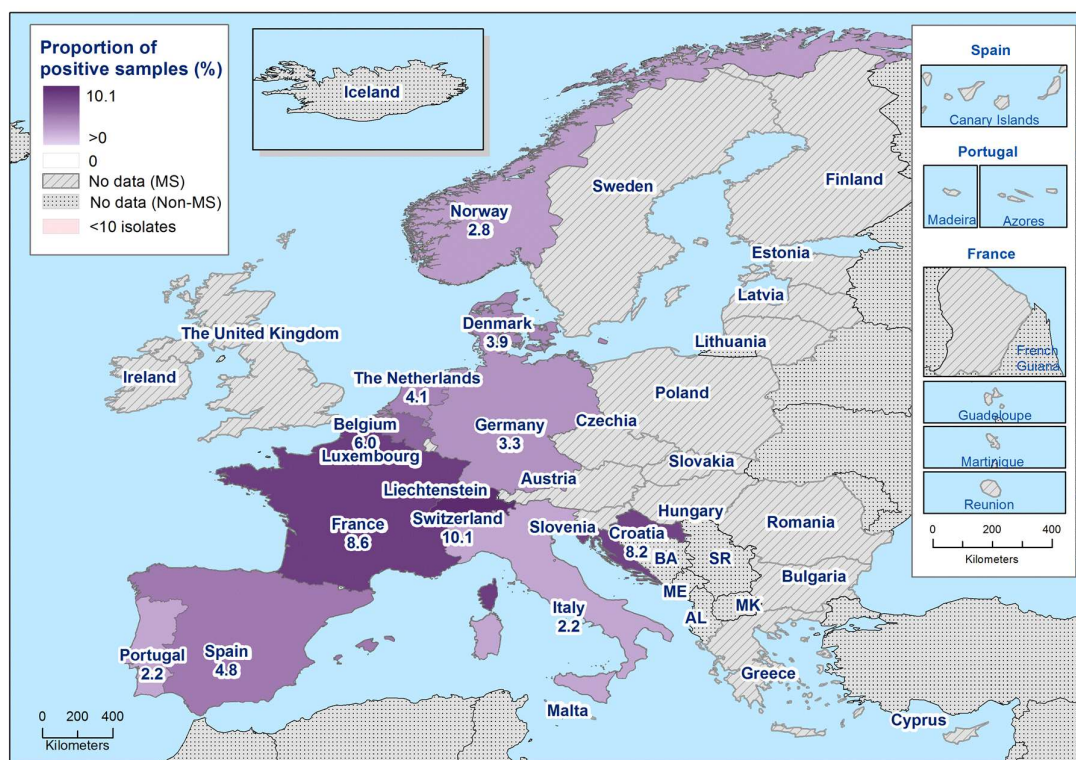 Proportion of
positive samples (%)
10.1
>0
0
No data (MS)
No data (Non-MS)
<10 isolates
Iceland
Spain
Canary Islands
Portugal
Madeira
Azores
France
French
Guiana
Guadeloupe
Martinique
Reunion
0 200 400
Kilometers
Sweden
Finland
Norway
2.8
Estonia
Latvia
Denmark
3.9
The United Kingdom
Lithuania
Ireland
The Netherlands
4.1
Poland
Belgium
6.0
Germany
3.3
Czechia
Luxembourg
Slovakia
Austria
Liechtenstein
Hungary
Switzerland
10.1
France
8.6
Slovenia
Croatia
8.2
Romania
BA
SR
Bulgaria
ME
MK
AL
Italy
2.2
Portugal
2.2
Spain
4.8
Greece
Malta
Cyprus
0 200 400
Kilometers